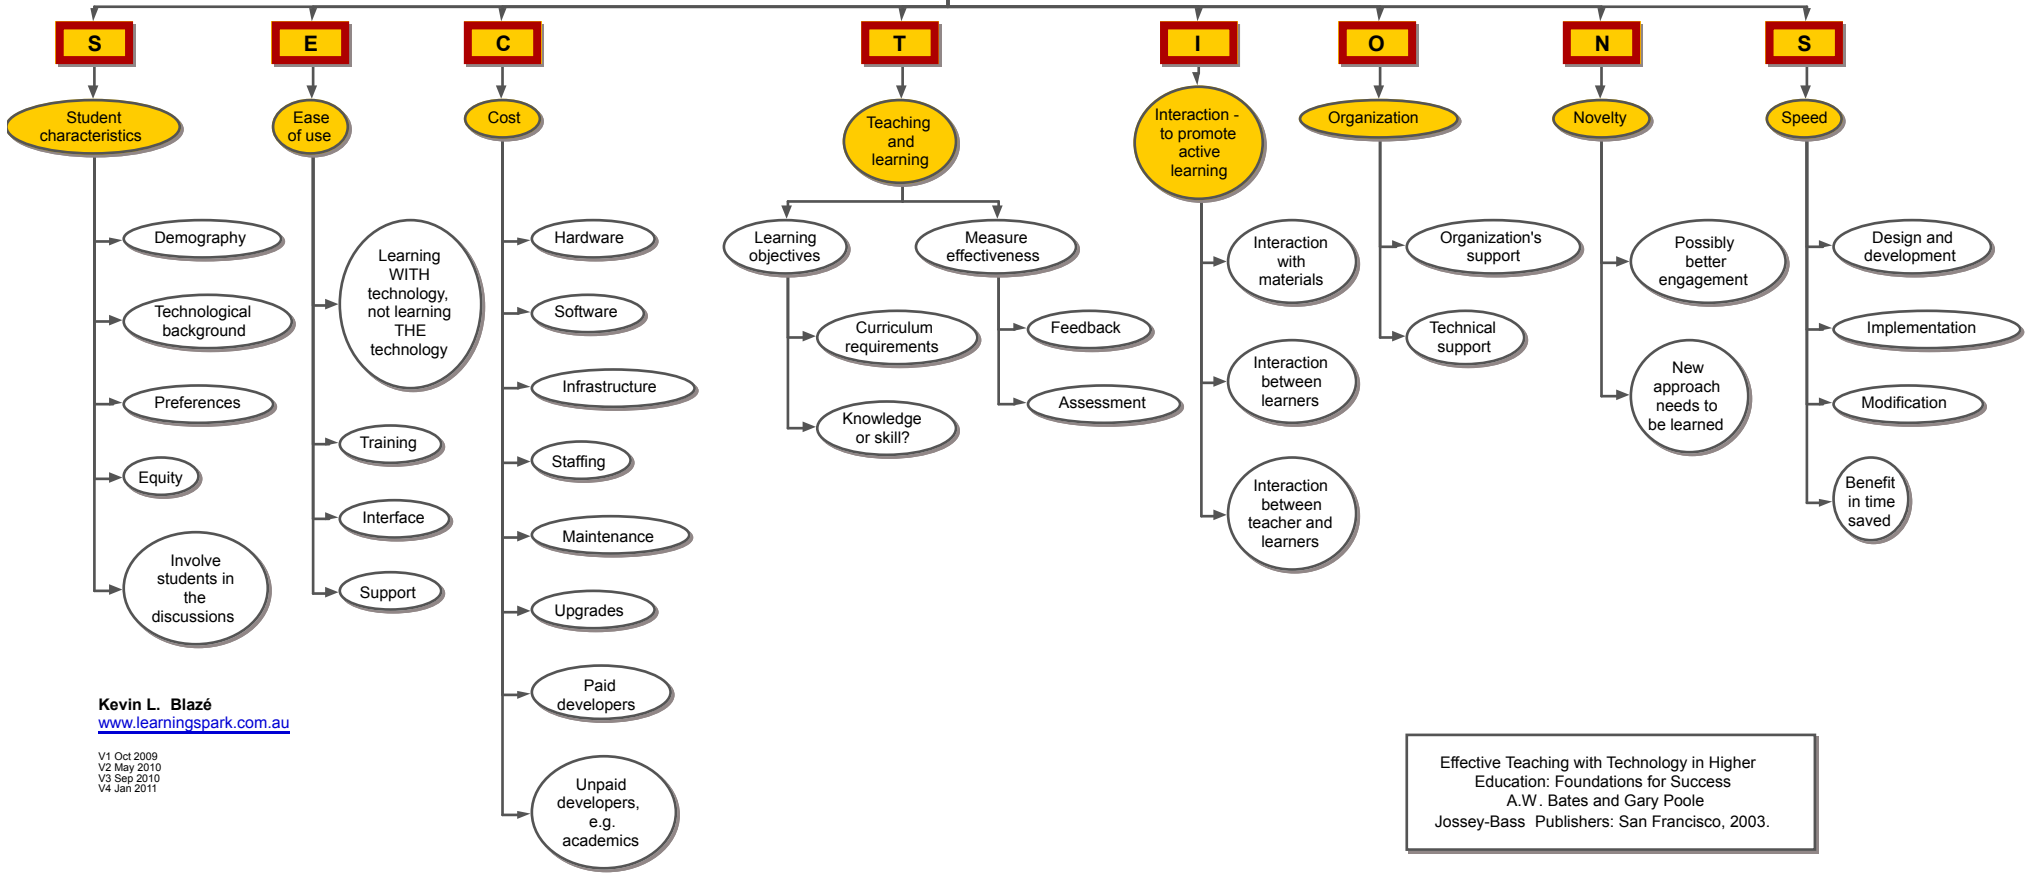 S
E
C
T
I
O
N
S
Student
characteristics
Demography
Technological
background
Preferences
Equity
Involve
students in
the
discussions
Ease
of use
Learning
WITH
technology,
not learning
THE
technology
Training
Interface
Support
Cost
Hardware
Software
Infrastructure
Staffing
Maintenance
Upgrades
Paid
developers
Unpaid
developers,
e.g.
academics
Teaching
and
learning
Learning
objectives
Curriculum
requirements
Knowledge
or skill?
Measure
effectiveness
Feedback
Assessment
Interaction -
to promote
active
learning
Interaction
with
materials
Interaction
between
learners
Interaction
between
teacher and
learners
Organization
Organization's
support
Technical
support
Novelty
Possibly
better
engagement
New
approach
needs to
be learned
Speed
Design and
development
Implementation
Modification
Benefit
in time
saved
Kevin L. Blazé
www.learningspark.com.au
V1 Oct 2009
V2 May 2010
V3 Sep 2010
V4 Jan 2011
Effective Teaching with Technology in Higher
Education: Foundations for Success
A.W. Bates and Gary Poole
Jossey-Bass Publishers: San Francisco, 2003.